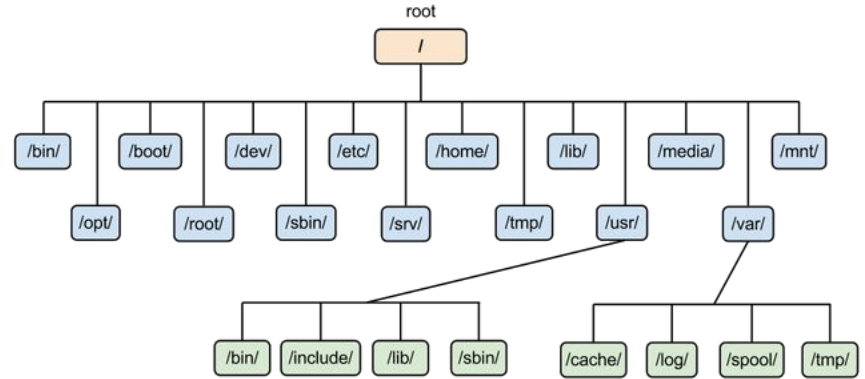 root
/
/bin/ /boot/ /dev/ /etc/ /home/ /lib/ /media/ /mnt/
/opt/ /root/ /sbin/ /srv/ /tmp/ /usr/ /var/
/bin/ /include/ /lib/ /sbin/ /cache/ /log/ /spool/ /tmp/